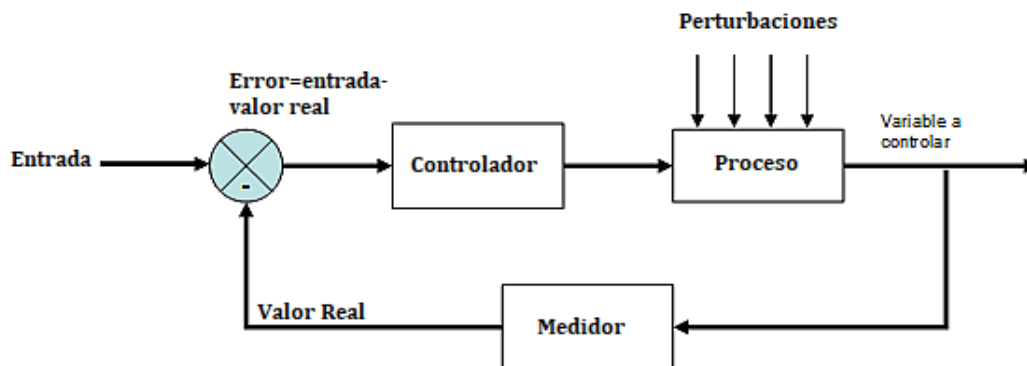 Perturbaciones
Error=entrada-
valor real
Variable a
controlar
Entrada
-
Controlador
Proceso
Valor Real
Medidor